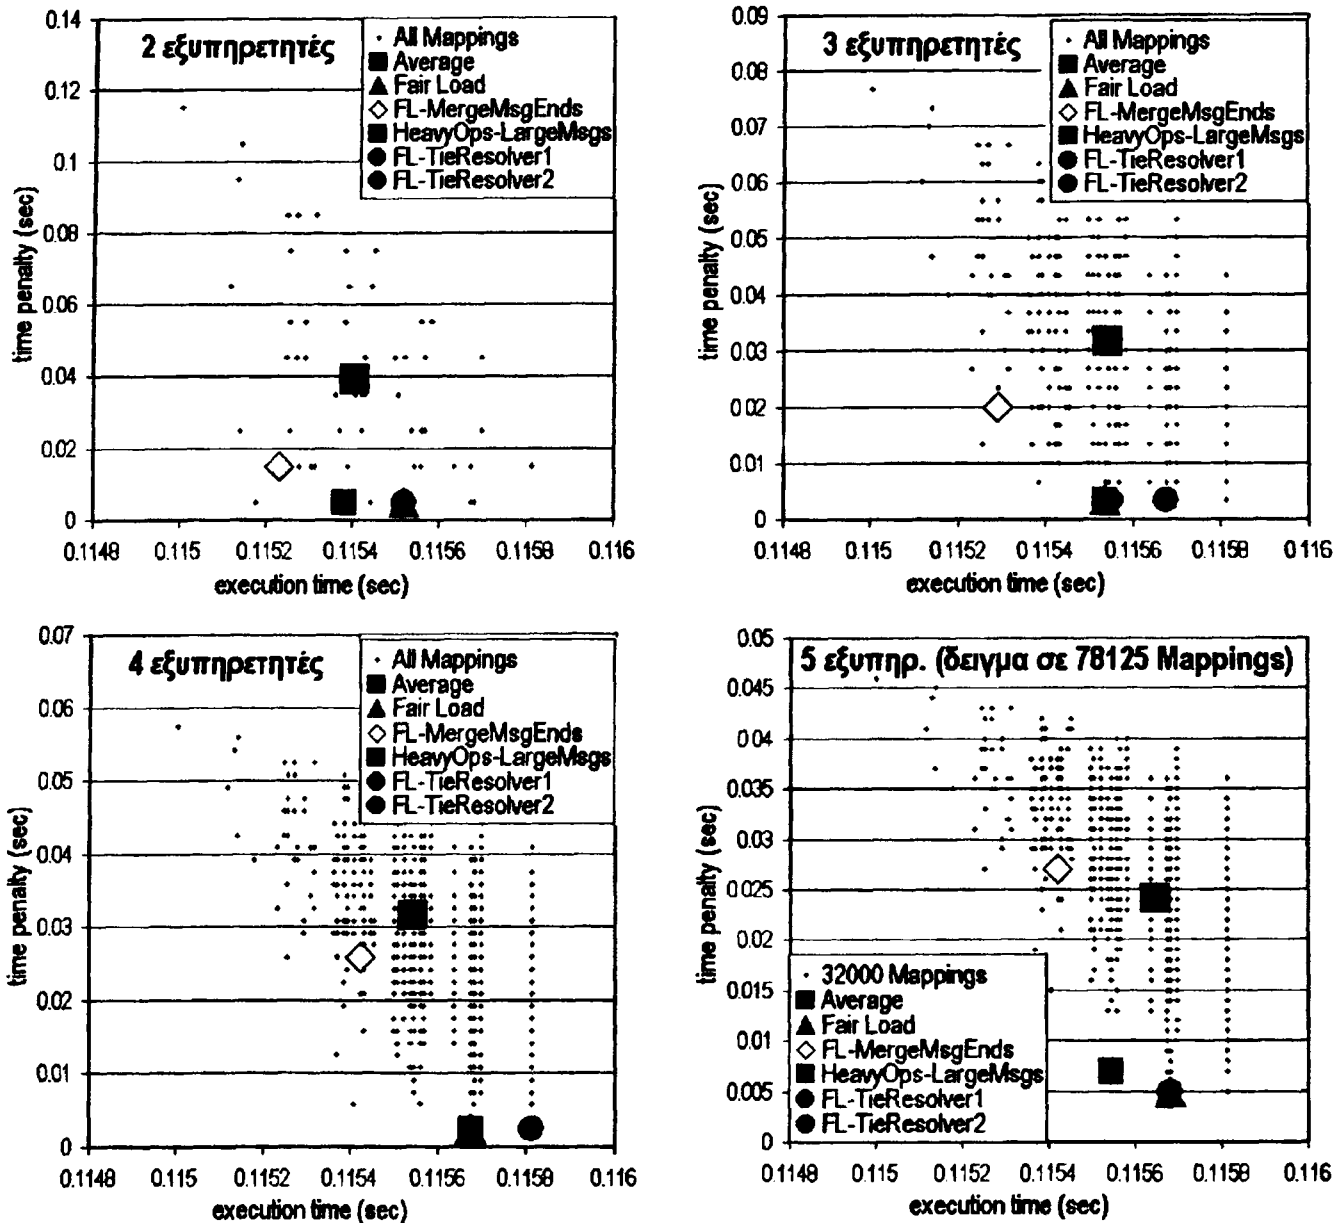 2 εξυπηρετητές
All Mappings
Average
Fair Load
FL-MergeMsgEnds
HeavyOps-LargeMsgs
FL-TieResolver1
FL-TieResolver2
0.14
0.12
0.1
0.08
0.06
0.04
0.02
0
time penalty (sec)
0.1148 0.115 0.1152 0.1154 0.1156 0.1158 0.116
execution time (sec)
3 εξυπηρετητές
All Mappings
Average
Fair Load
FL-MergeMsgEnds
HeavyOps-LargeMsgs
FL-TieResolver1
FL-TieResolver2
0.09
0.08
0.07
0.06
0.05
0.04
0.03
0.02
0.01
0
time penalty (sec)
0.1148 0.115 0.1152 0.1154 0.1156 0.1158 0.116
execution time (sec)
4 εξυπηρετητές
All Mappings
Average
Fair Load
FL-MergeMsgEnds
HeavyOps-LargeMsgs
FL-TieResolver1
FL-TieResolver2
0.07
0.06
0.05
0.04
0.03
0.02
0.01
0
time penalty (sec)
0.1148 0.115 0.1152 0.1154 0.1156 0.1158 0.116
execution time (sec)
5 εξυπηρ. (δειγμα σε 78125 Mappings)
32000 Mappings
Average
Fair Load
FL-MergeMsgEnds
HeavyOps-LargeMsgs
FL-TieResolver1
FL-TieResolver2
0.05
0.045
0.04
0.035
0.03
0.025
0.02
0.015
0.01
0.005
0
time penalty (sec)
0.1148 0.115 0.1152 0.1154 0.1156 0.1158 0.116
execution time (sec)